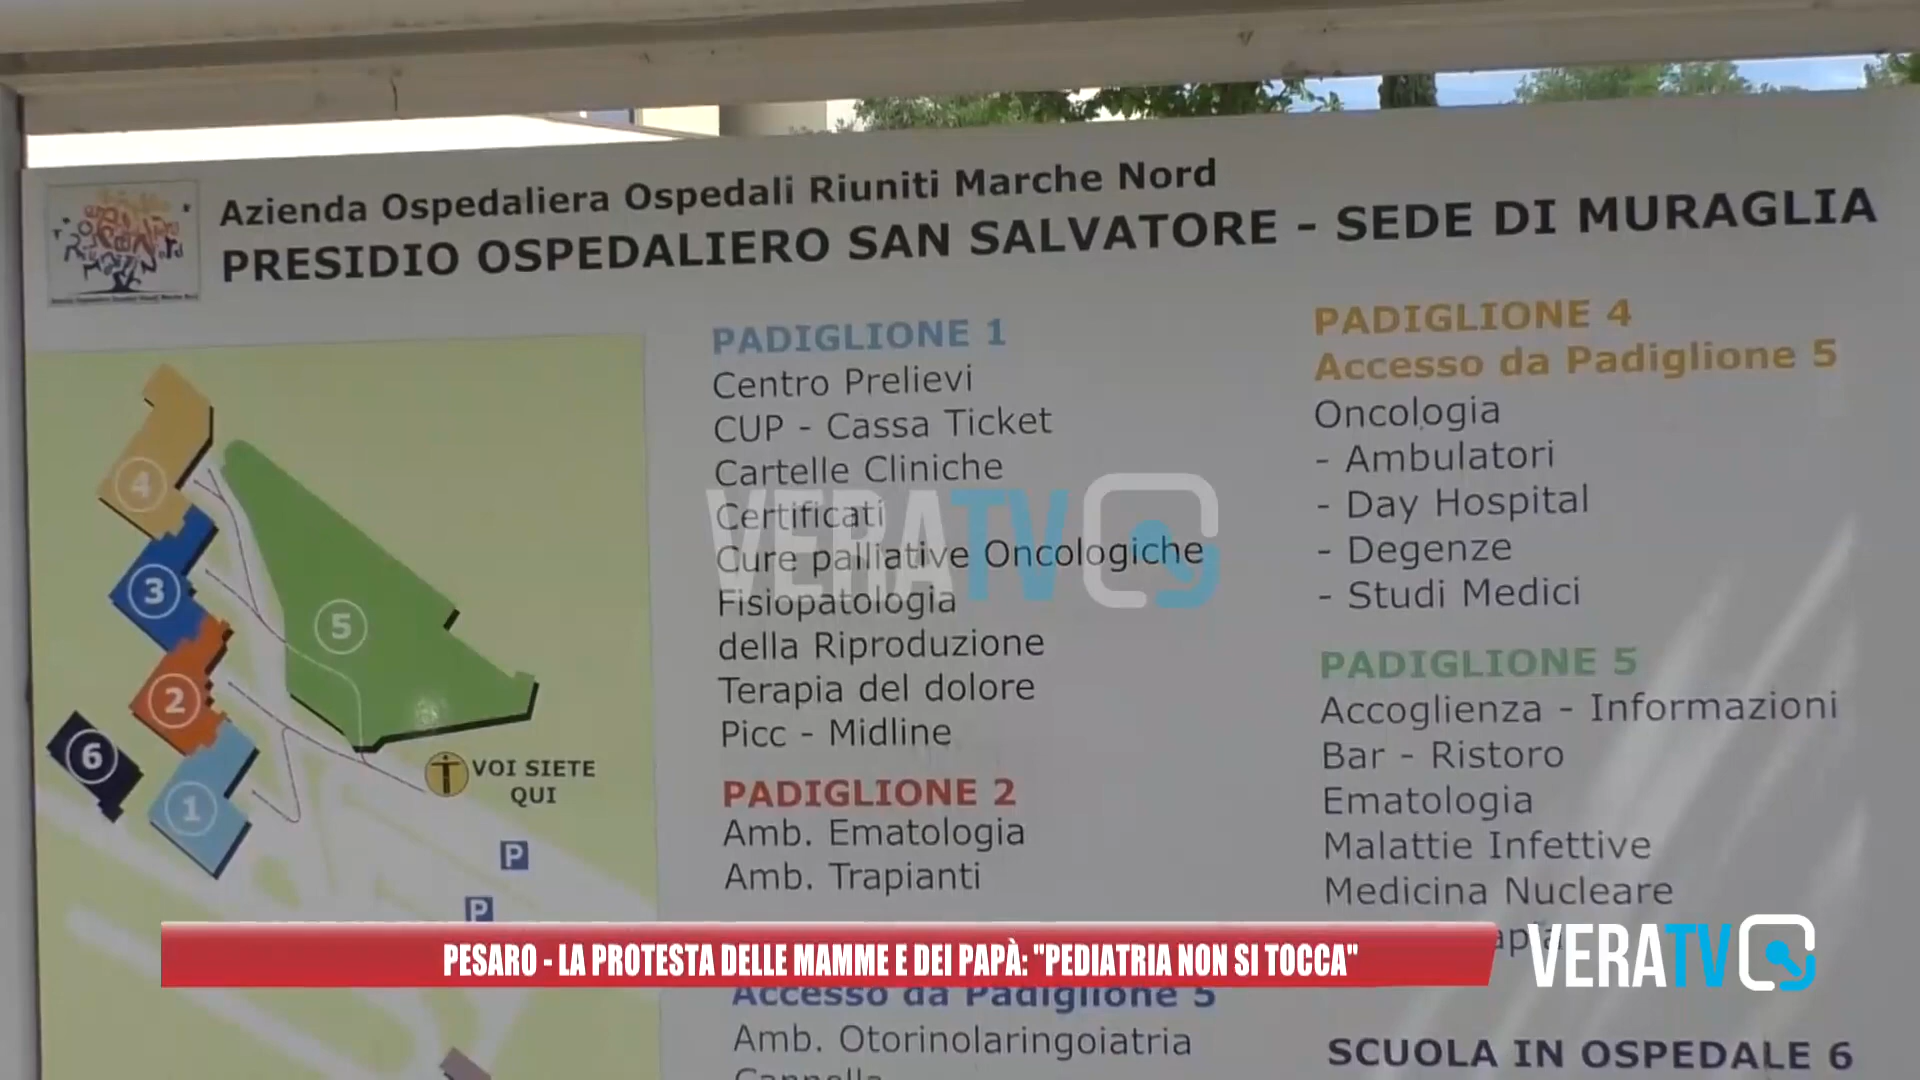 Azienda Ospedaliera Ospedali Riuniti Marche Nord
PRESIDIO OSPEDALIERO SAN SALVATORE - SEDE DI MURAGLIA
4
3
5
2
6
1
VOI SIETE
QUI
P
P
PADIGLIONE 1
Centro Prelievi
CUP - Cassa Ticket
Cartelle Cliniche
Certificati
Cure palliative Oncologiche
Fisiopatologia
della Riproduzione
Terapia del dolore
Picc - Midline
PADIGLIONE 2
Amb. Ematologia
Amb. Trapianti
Accesso da Padiglione 5
Amb. Otorinolaringoiatria
PADIGLIONE 4
Accesso da Padiglione 5
Oncologia
- Ambulatori
- Day Hospital
- Degenze
- Studi Medici
PADIGLIONE 5
Accoglienza - Informazioni
Bar - Ristoro
Ematologia
Malattie Infettive
Medicina Nucleare
SCUOLA IN OSPEDALE 6
VERATV
PESARO - LA PROTESTA DELLE MAMME E DEI PAPÀ: "PEDIATRIA NON SI TOCCA"
VERATV